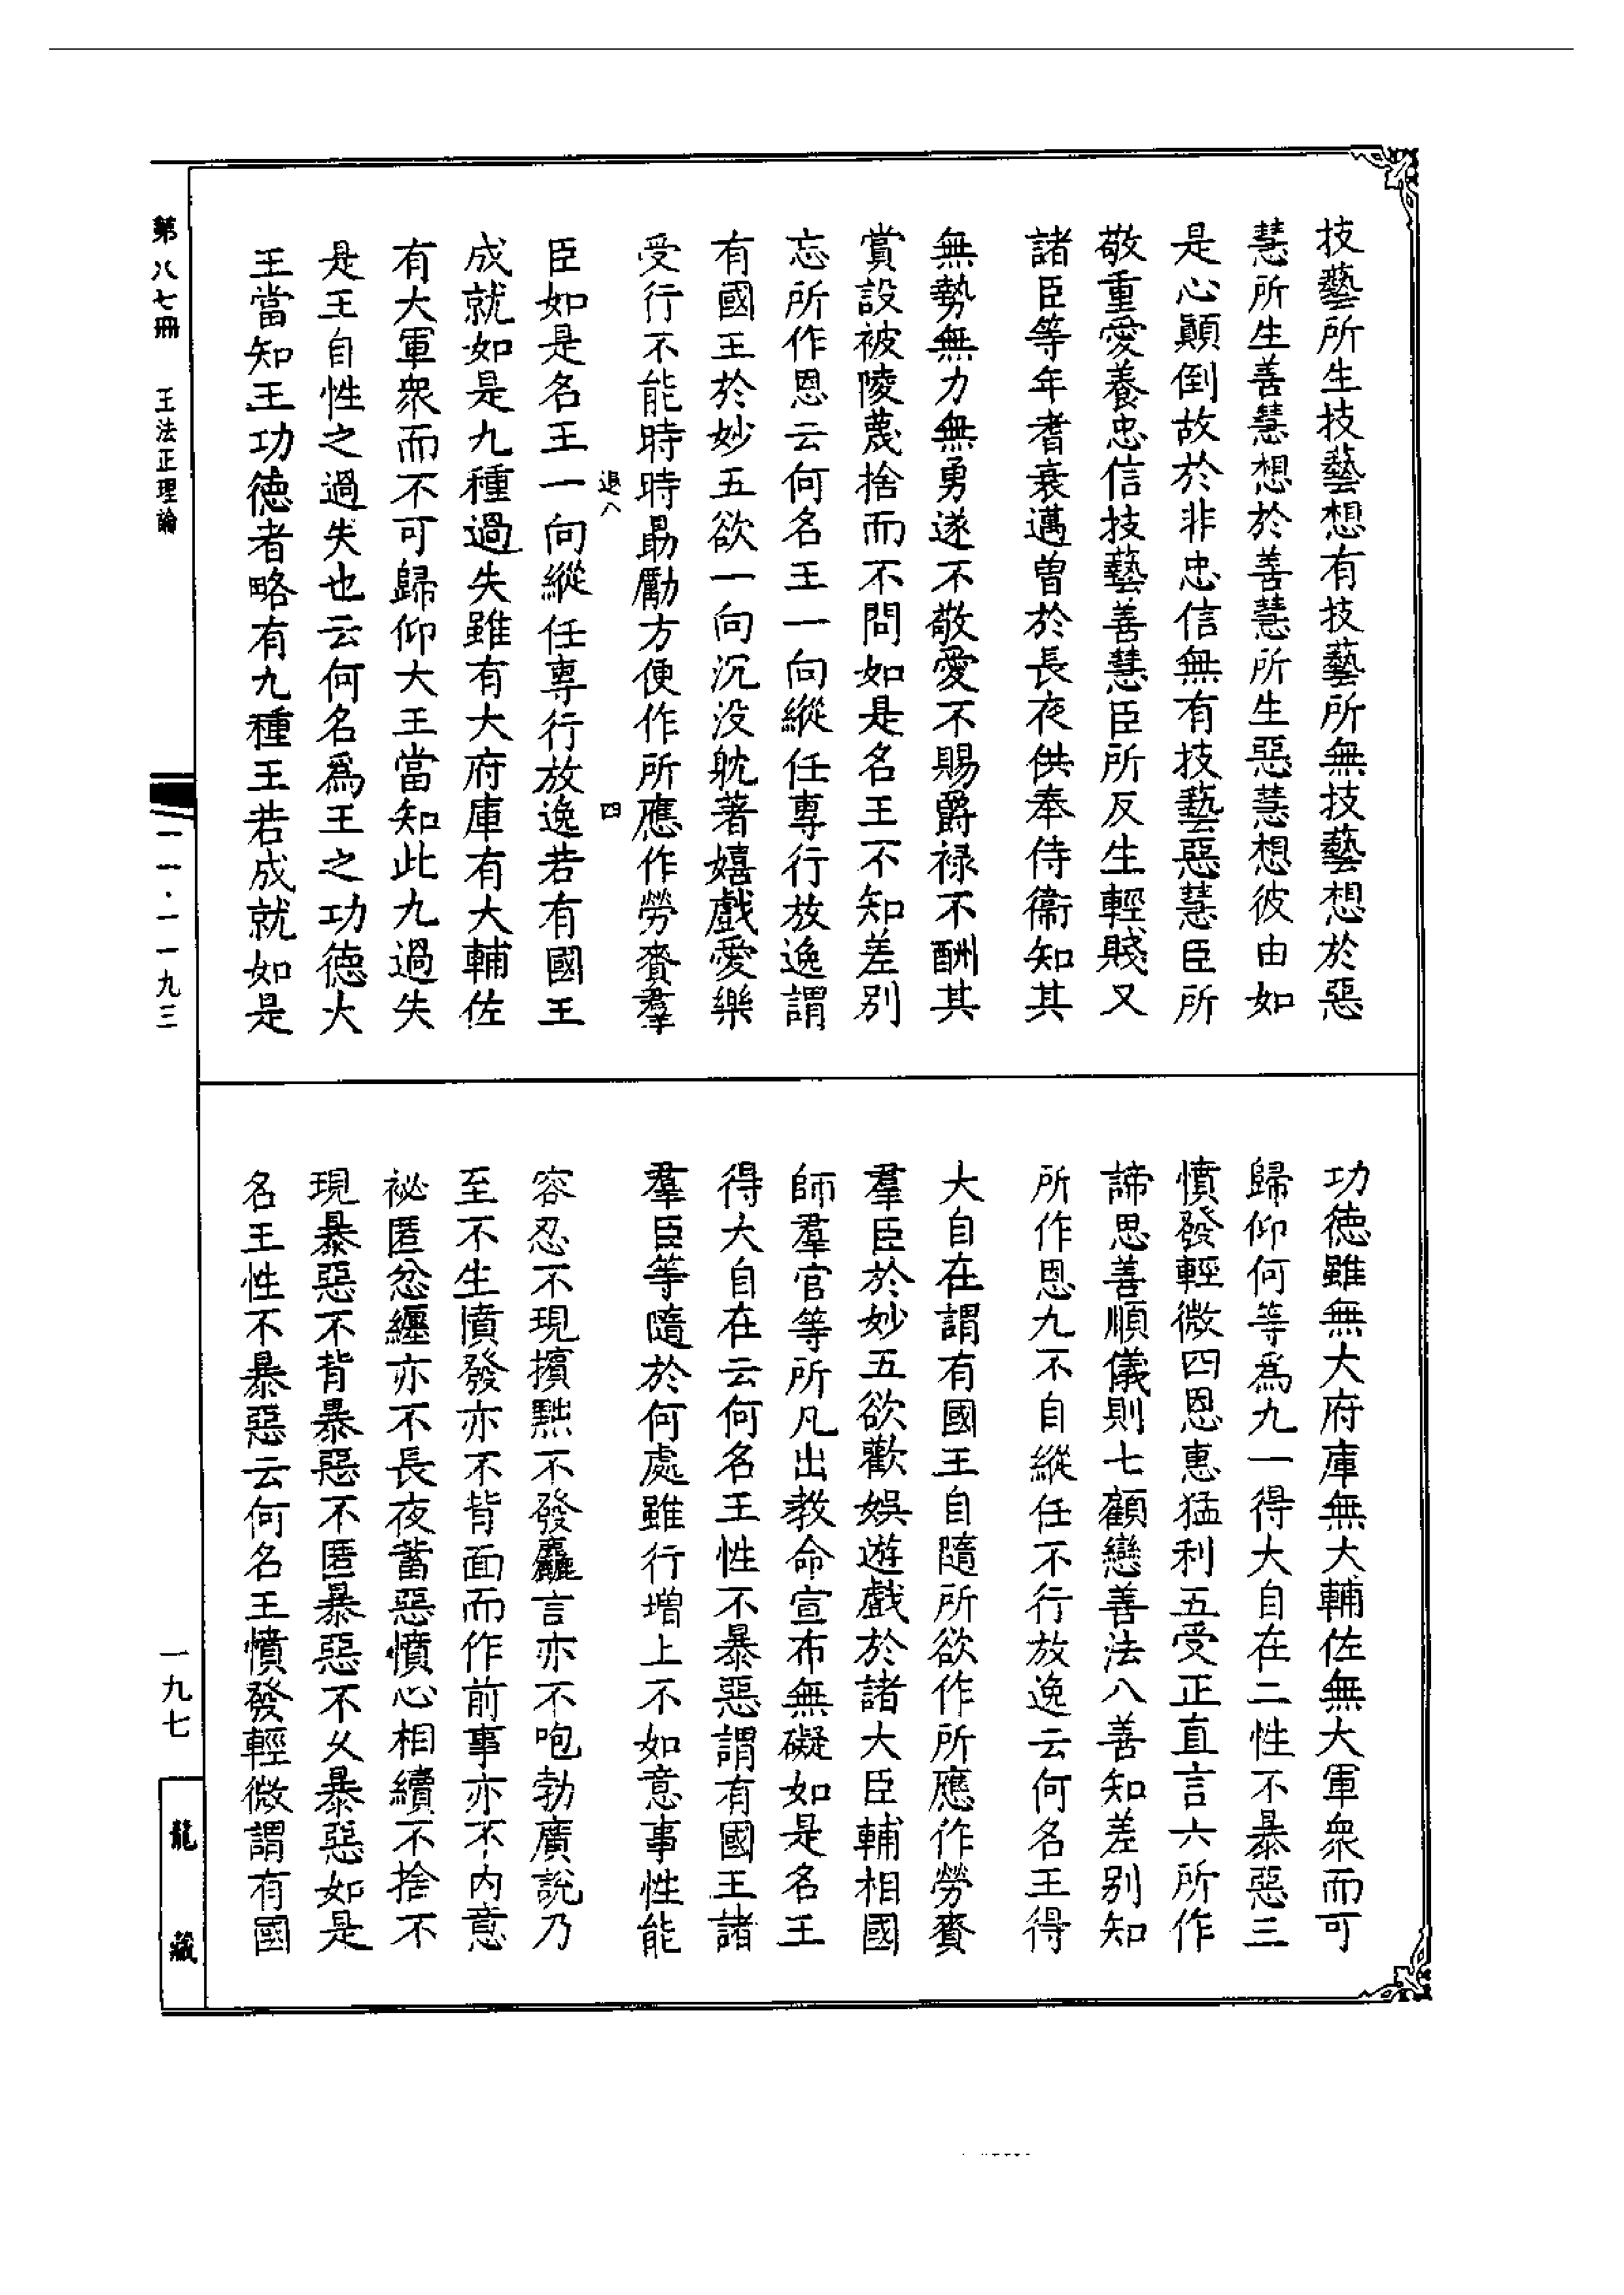 技藝所生技藝想有技藝所無技藝想於惡
慧所生善慧想於善慧所生惡慧想彼由如
是心顚倒故於非忠信無有技藝惡慧臣所
敬重愛養忠信技藝善慧臣所反生輕賤又
諸臣等年耆衰邁曾於長夜供奉侍衞知其
無勢無力無勇遂不敬愛不賜爵祿不酬其
賞設被陵蔑捨而不問如是名王不知差別
忘所作恩云何名王一向縱任專行放逸謂
有國王於妙五欲一向沉没躭著嬉戲愛樂
受行不能時時勗勵方便作所應作勞賚羣
退八 四
臣如是名王一向縱任專行放逸若有國王
成就如是九種過失雖有大府庫有大輔佐
有大軍衆而不可歸仰大王當知此九過失
是王自性之過失也云何名爲王之功德大
王當知王功德者略有九種王若成就如是
功德雖無大府庫無大輔佐無大軍衆而可
歸仰何等爲九一得大自在二性不暴惡三
憤發輕微四恩惠猛利五受正直言六所作
諦思善順儀則七顧戀善法八善知差別知
所作恩九不自縱任不行放逸云何名王得
大自在謂有國王自隨所欲作所應作勞賚
羣臣於妙五欲歡娛遊戲於諸大臣輔相國
師羣官等所凡出教命宣布無礙如是名王
得大自在云何名王性不暴惡謂有國王諸
羣臣等隨於何處雖行增上不如意事性能
容忍不現擯黜不發麤言亦不咆勃廣說乃
至不生憤發亦不背面而作前事亦不內意
祕匿忿纏亦不長夜蓄惡憤心相續不捨不
現暴惡不背暴惡不匿暴惡不久暴惡如是
名王性不暴惡云何名王憤發輕微謂有國
第八七冊 王法正理論
一一·一一九三
一九七
龍藏